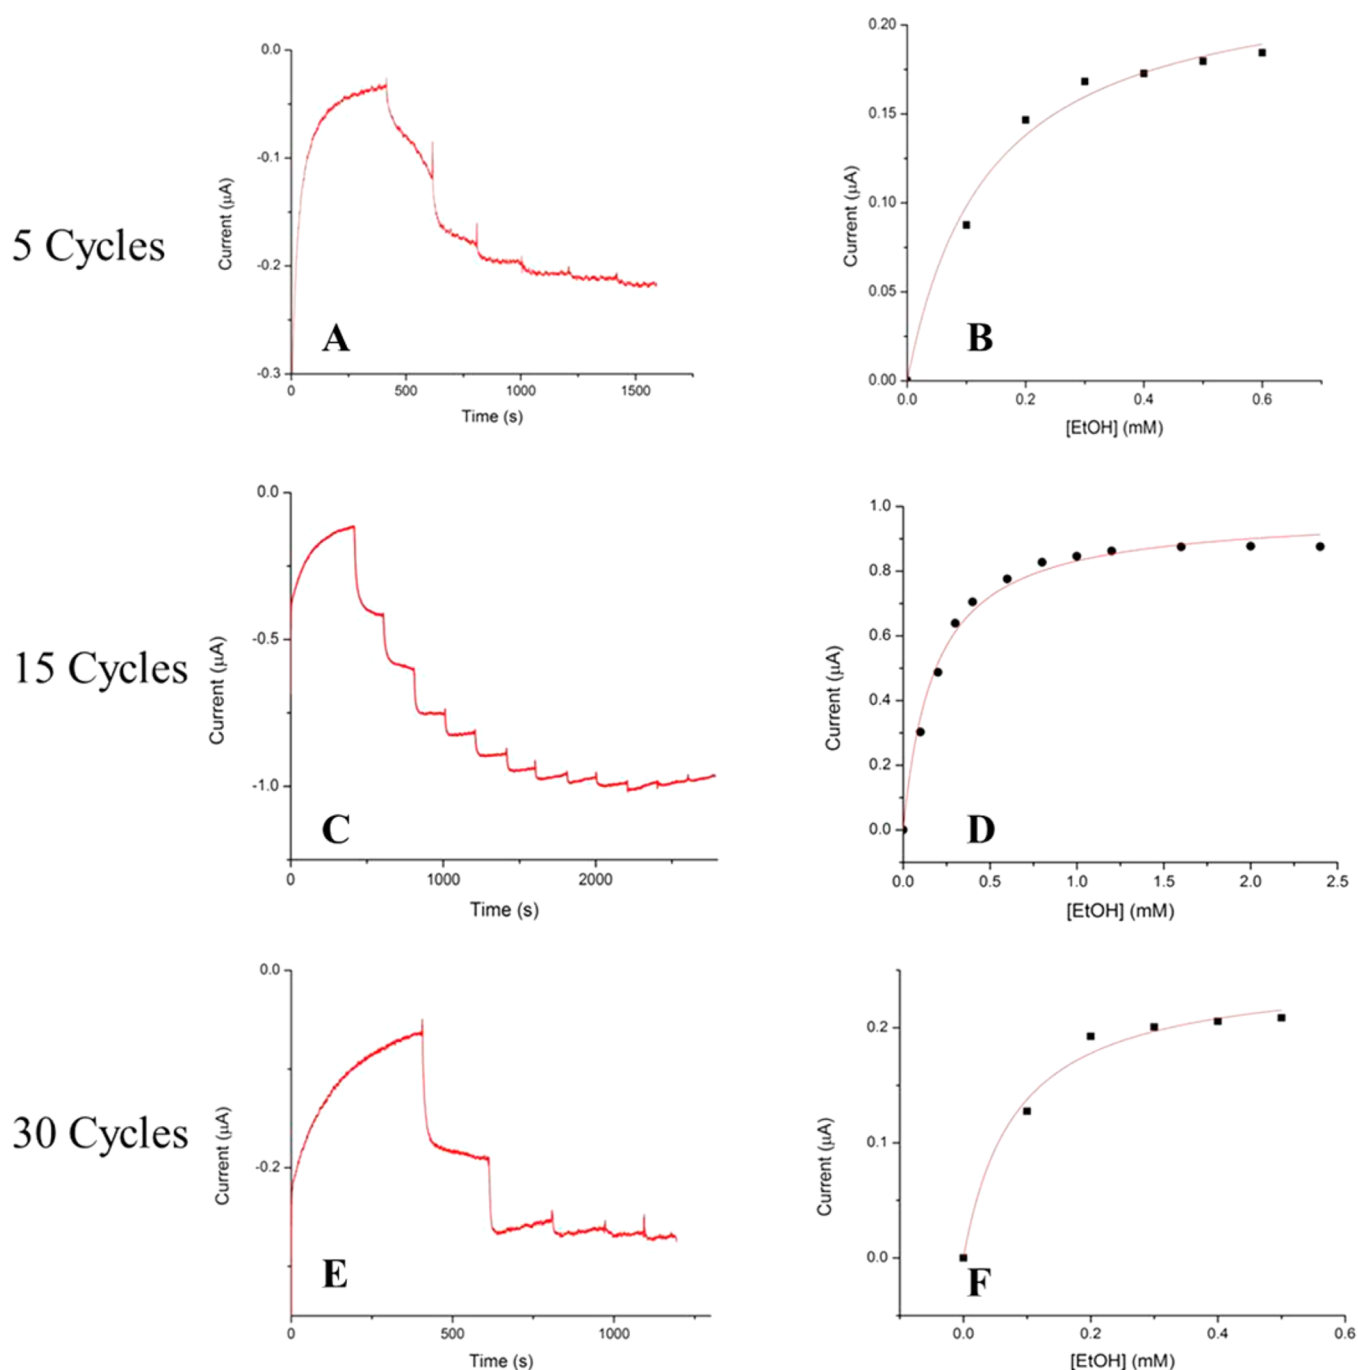 5 Cycles
0.0
-0.1
-0.2
-0.3
Current (μA)
A
0
500
1000
1500
Time (s)
0.20
0.15
0.10
0.05
0.00
Current (μA)
B
0.0
0.2
0.4
0.6
[EtOH] (mM)
15 Cycles
0.0
-0.5
-1.0
Current (μA)
C
0
1000
2000
Time (s)
1.0
0.8
0.6
0.4
0.2
0.0
Current (μA)
D
0.0
0.5
1.0
1.5
2.0
2.5
[EtOH] (mM)
30 Cycles
0.0
-0.2
Current (μA)
E
0
500
1000
Time (s)
0.2
0.1
0.0
Current (μA)
F
0.0
0.2
0.4
0.6
[EtOH] (mM)